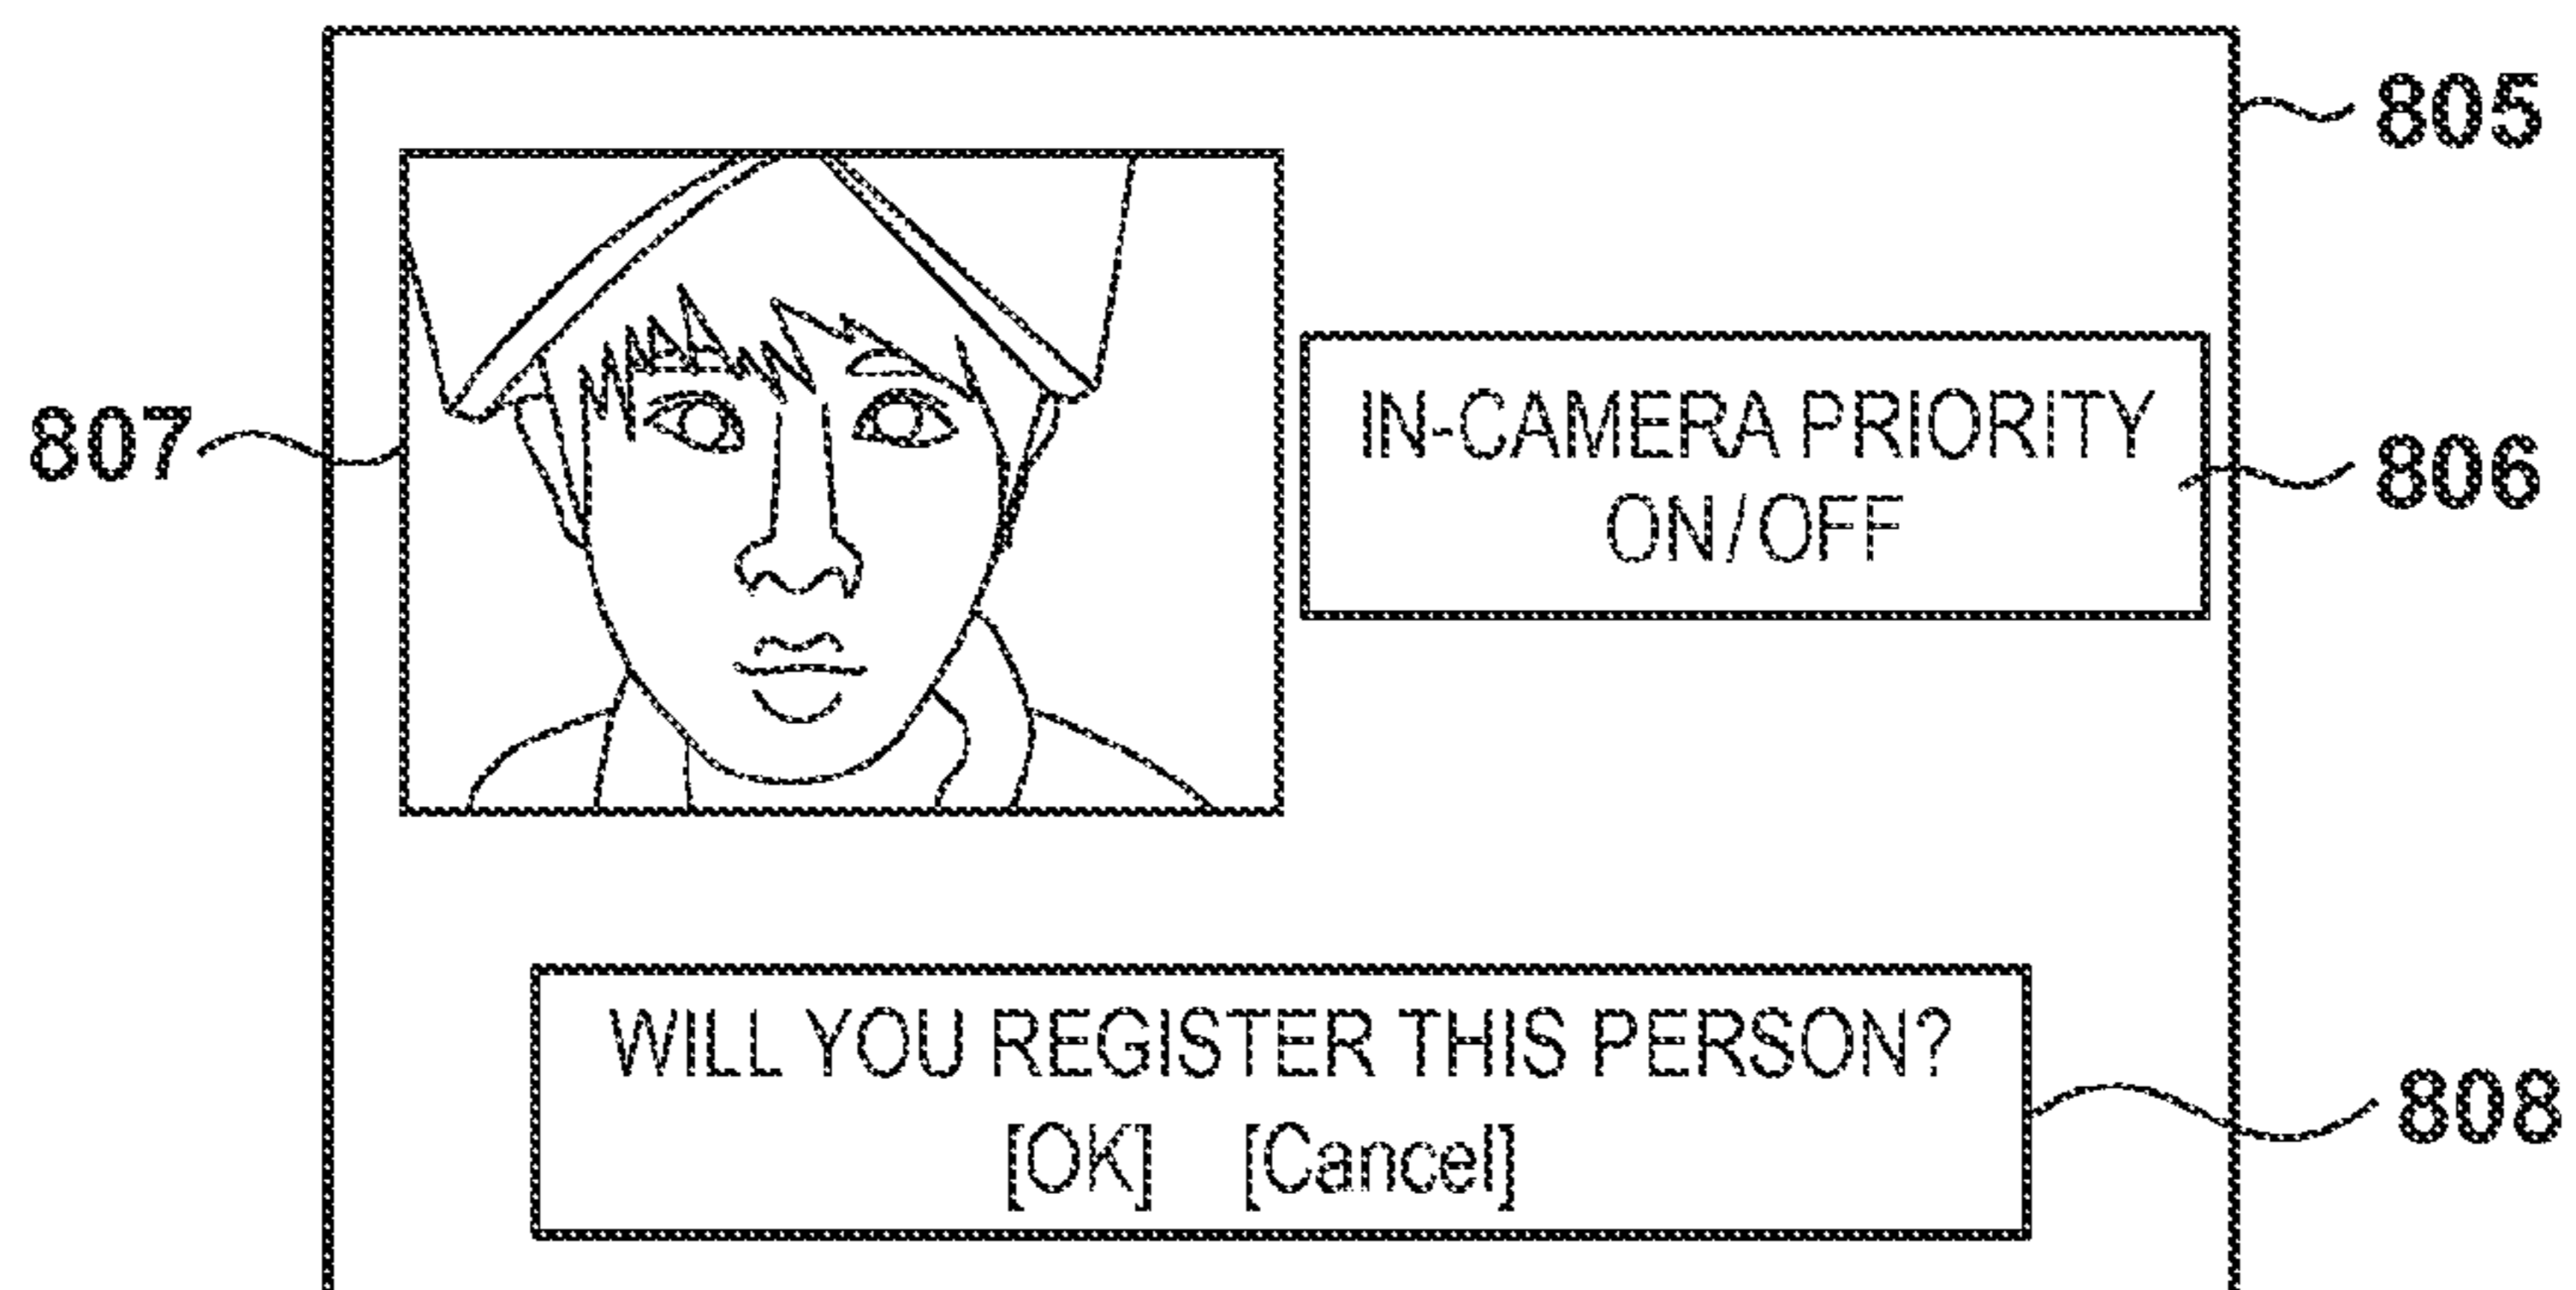 805
807
IN-CAMERA PRIORITY
ON/OFF
806
WILL YOU REGISTER THIS PERSON?
[OK] [Cancel]
808